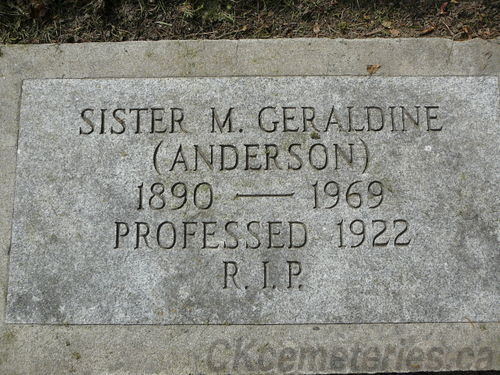 SISTER M. GERALDINE
(ANDERSON)
1890 — 1969
PROFESSED 1922
R.I.P.
CKcemeteries.ca